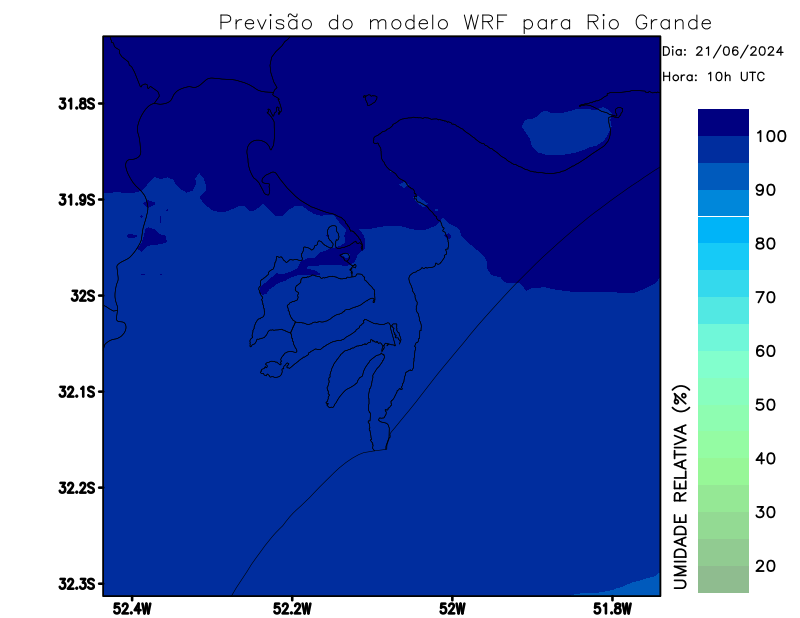 Previsão do modelo WRF para Rio Grande
Dia: 21/06/2024
Hora: 10h UTC
31.8S
31.9S
32S
32.1S
32.2S
32.3S
52.4W
52.2W
52W
51.8W
UMIDADE RELATIVA (%)
100
90
80
70
60
50
40
30
20